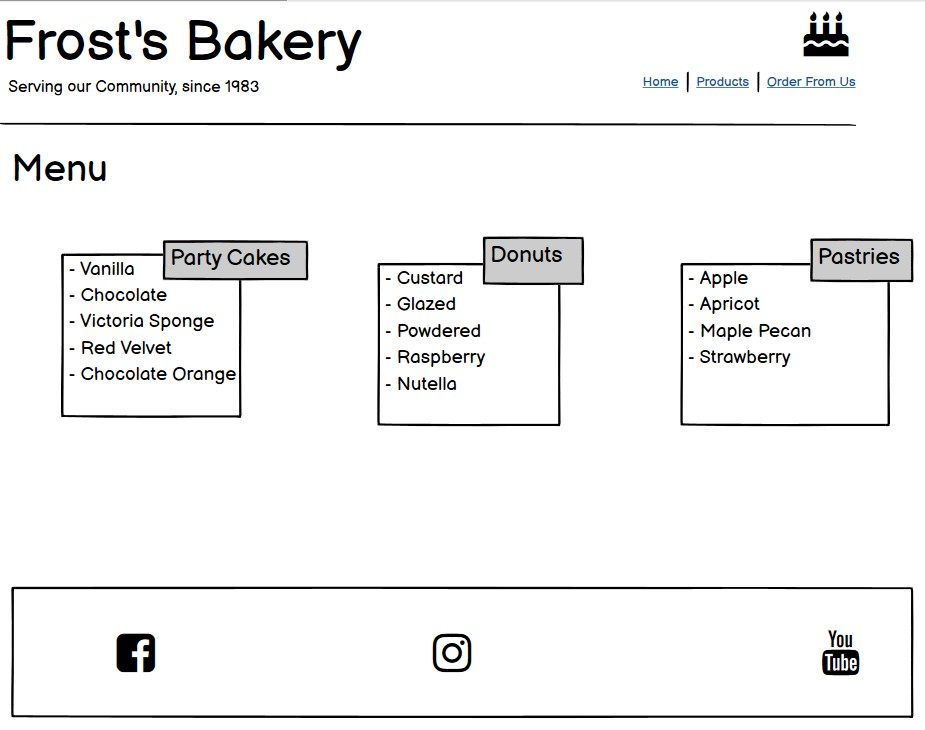 Frost's Bakery
Serving our Community, since 1983
Home | Products | Order From Us
Menu
Party Cakes
- Vanilla
- Chocolate
- Victoria Sponge
- Red Velvet
- Chocolate Orange
Donuts
- Custard
- Glazed
- Powdered
- Raspberry
- Nutella
Pastries
- Apple
- Apricot
- Maple Pecan
- Strawberry
You
Tube